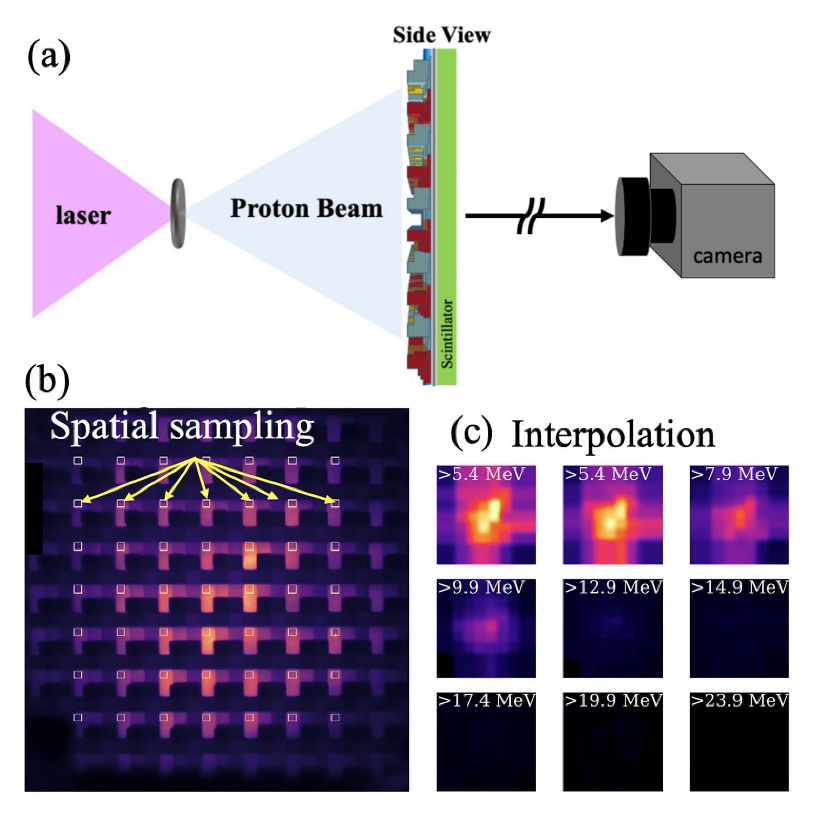 Side View
(a)
laser
Proton Beam
camera
Scintillator
(b)
Spatial sampling
(c) Interpolation
>5.4 MeV
>5.4 MeV
>7.9 MeV
>9.9 MeV
>12.9 MeV
>14.9 MeV
>17.4 MeV
>19.9 MeV
>23.9 MeV